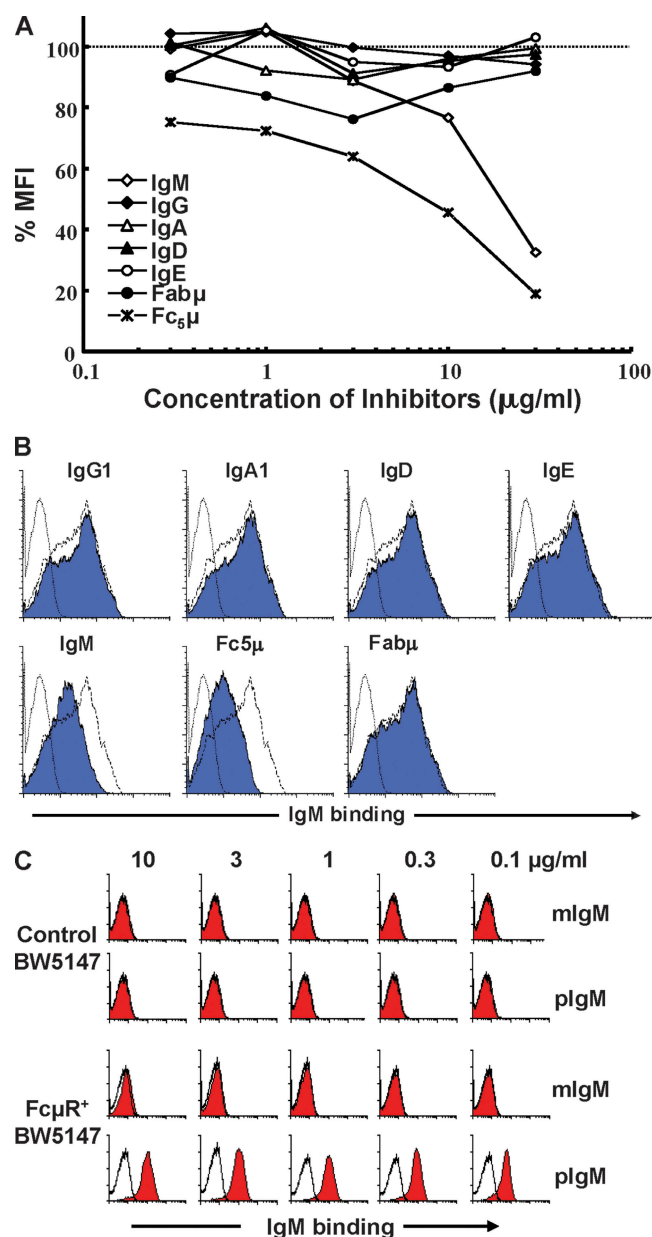 A
% MFI
100
80
60
40
20
0
IgM
IgG
IgA
IgD
IgE
Fabμ
Fc₅μ
0.1 1 10 100
Concentration of Inhibitors (μg/ml)
B
IgG1 IgA1 IgD IgE
IgM Fc5μ Fabμ
IgM binding
C
10 3 1 0.3 0.1 μg/ml
Control
BW5147
mIgM
pIgM
FcμR⁺
BW5147
mIgM
pIgM
IgM binding